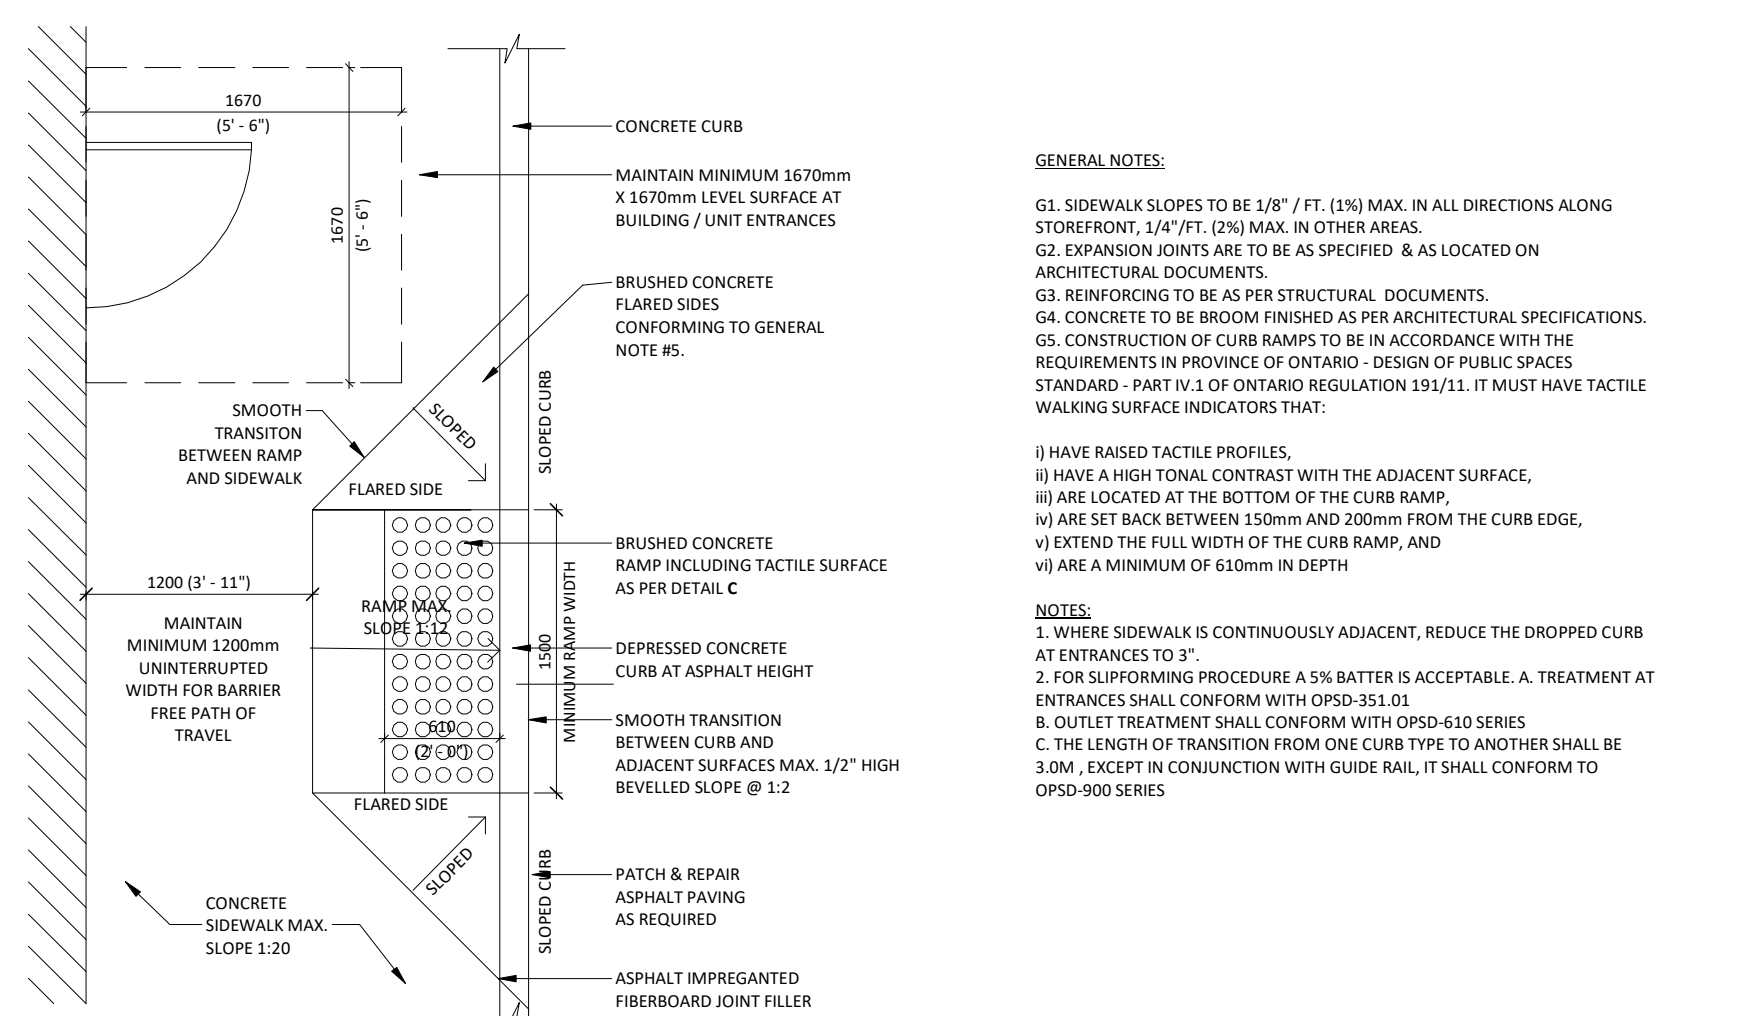 1670
(5' - 6")
1670
(5' - 6")
CONCRETE CURB
MAINTAIN MINIMUM 1670mm
X 1670mm LEVEL SURFACE AT
BUILDING / UNIT ENTRANCES
BRUSHED CONCRETE
FLARED SIDES
CONFORMING TO GENERAL
NOTE #5.
SLOPED CURB
SMOOTH
TRANSITON
BETWEEN RAMP
AND SIDEWALK
SLOPED
FLARED SIDE
BRUSHED CONCRETE
RAMP INCLUDING TACTILE SURFACE
AS PER DETAIL C
1200 (3' - 11")
MAINTAIN
MINIMUM 1200mm
UNINTERRUPTED
WIDTH FOR BARRIER
FREE PATH OF
TRAVEL
RAMP MAX.
SLOPE 1:12
1500
MINIMUM RAMP WIDTH
DEPRESSED CONCRETE
CURB AT ASPHALT HEIGHT
610
(2' - 0")
SMOOTH TRANSITION
BETWEEN CURB AND
ADJACENT SURFACES MAX. 1/2" HIGH
BEVELLED SLOPE @ 1:2
FLARED SIDE
SLOPED
SLOPED CURB
PATCH & REPAIR
ASPHALT PAVING
AS REQUIRED
CONCRETE
SIDEWALK MAX.
SLOPE 1:20
ASPHALT IMPREGANTED
FIBERBOARD JOINT FILLER
GENERAL NOTES:
G1. SIDEWALK SLOPES TO BE 1/8" / FT. (1%) MAX. IN ALL DIRECTIONS ALONG
STOREFRONT, 1/4"/FT. (2%) MAX. IN OTHER AREAS.
G2. EXPANSION JOINTS ARE TO BE AS SPECIFIED & AS LOCATED ON
ARCHITECTURAL DOCUMENTS.
G3. REINFORCING TO BE AS PER STRUCTURAL DOCUMENTS.
G4. CONCRETE TO BE BROOM FINISHED AS PER ARCHITECTURAL SPECIFICATIONS.
G5. CONSTRUCTION OF CURB RAMPS TO BE IN ACCORDANCE WITH THE
REQUIREMENTS IN PROVINCE OF ONTARIO - DESIGN OF PUBLIC SPACES
STANDARD - PART IV.1 OF ONTARIO REGULATION 191/11. IT MUST HAVE TACTILE
WALKING SURFACE INDICATORS THAT:
i) HAVE RAISED TACTILE PROFILES,
ii) HAVE A HIGH TONAL CONTRAST WITH THE ADJACENT SURFACE,
iii) ARE LOCATED AT THE BOTTOM OF THE CURB RAMP,
iv) ARE SET BACK BETWEEN 150mm AND 200mm FROM THE CURB EDGE,
v) EXTEND THE FULL WIDTH OF THE CURB RAMP, AND
vi) ARE A MINIMUM OF 610mm IN DEPTH
NOTES:
1. WHERE SIDEWALK IS CONTINUOUSLY ADJACENT, REDUCE THE DROPPED CURB
AT ENTRANCES TO 3".
2. FOR SLIPFORMING PROCEDURE A 5% BATTER IS ACCEPTABLE. A. TREATMENT AT
ENTRANCES SHALL CONFORM WITH OPSD-351.01
B. OUTLET TREATMENT SHALL CONFORM WITH OPSD-610 SERIES
C. THE LENGTH OF TRANSITION FROM ONE CURB TYPE TO ANOTHER SHALL BE
3.0M , EXCEPT IN CONJUNCTION WITH GUIDE RAIL, IT SHALL CONFORM TO
OPSD-900 SERIES